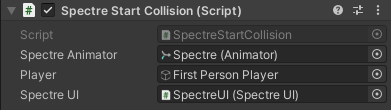 Spectre Start Collision (Script)
Script SpectreStartCollision
Spectre Animator Spectre (Animator)
Player First Person Player
Spectre UI SpectreUI (Spectre UI)